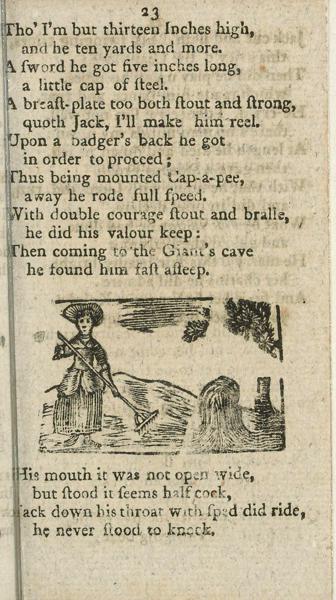 23
Tho' I'm but thirteen Inches high,
and he ten yards and more.
A ſword he got five inches long,
a little cap of ſteel.
A breaſt-plate too both ſtout and ſtrong,
quoth Jack, I'll make him reel.
Upon a badger's back he got
in order to procced;
Thus being mounted Cap-a-pee,
away he rode full ſpeed.
With double courage ſtout and braſſe,
he did his valour keep:
Then coming to the Giant's cave
he found him faſt aſleep.
His mouth it was not open wide,
but ſtood it ſeems half cock,
Jack down his throat with ſped did ride,
he never ſtood to knock.